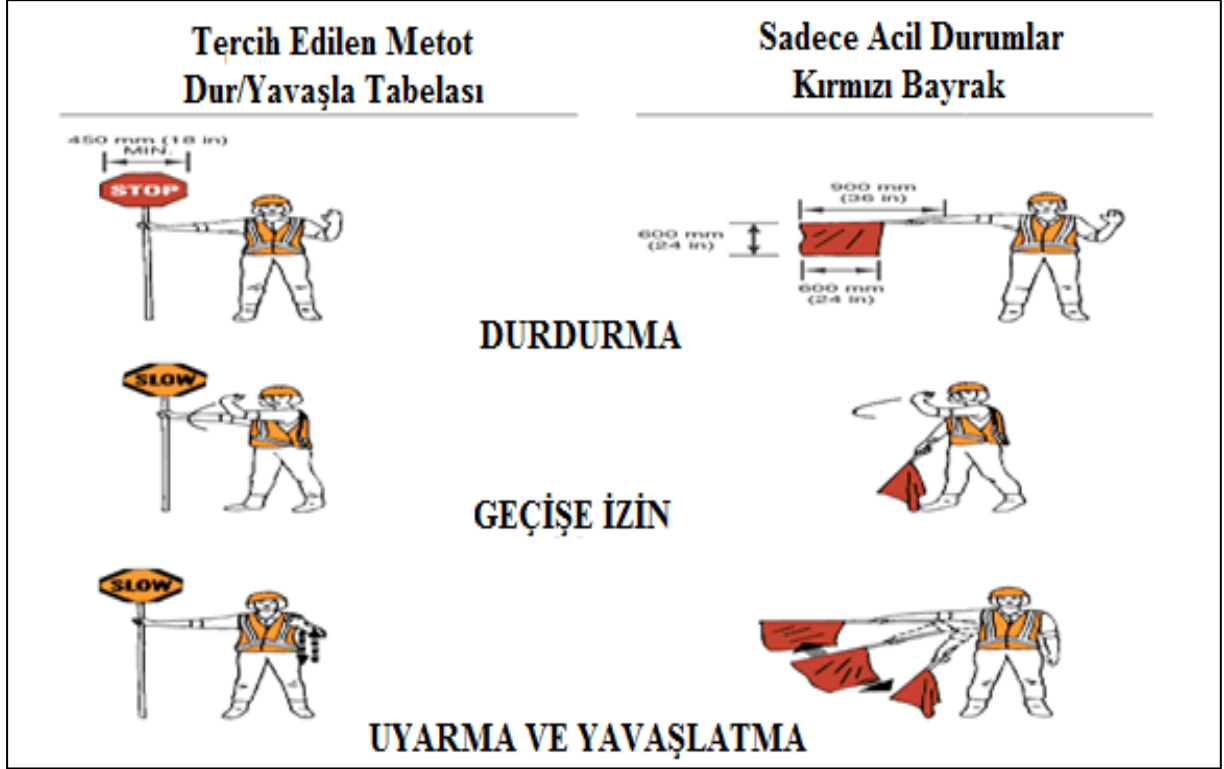 Tercih Edilen Metot
Dur/Yavaşla Tabelası
Sadece Acil Durumlar
Kırmızı Bayrak
450 mm (18 in)
MIN.
STOP
900 mm
(36 in)
600 mm
(24 in)
600 mm
(24 in)
DURDURMA
SLOW
GEÇİŞE İZİN
SLOW
UYARMA VE YAVAŞLATMA